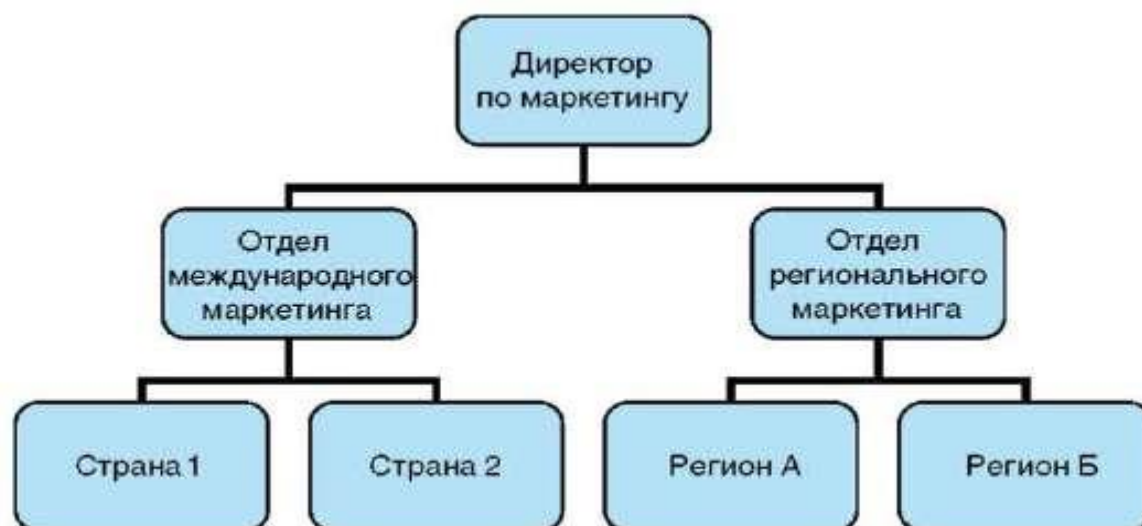 Директор
по маркетингу
Отдел
международного
маркетинга
Отдел
регионального
маркетинга
Страна 1
Страна 2
Регион А
Регион Б